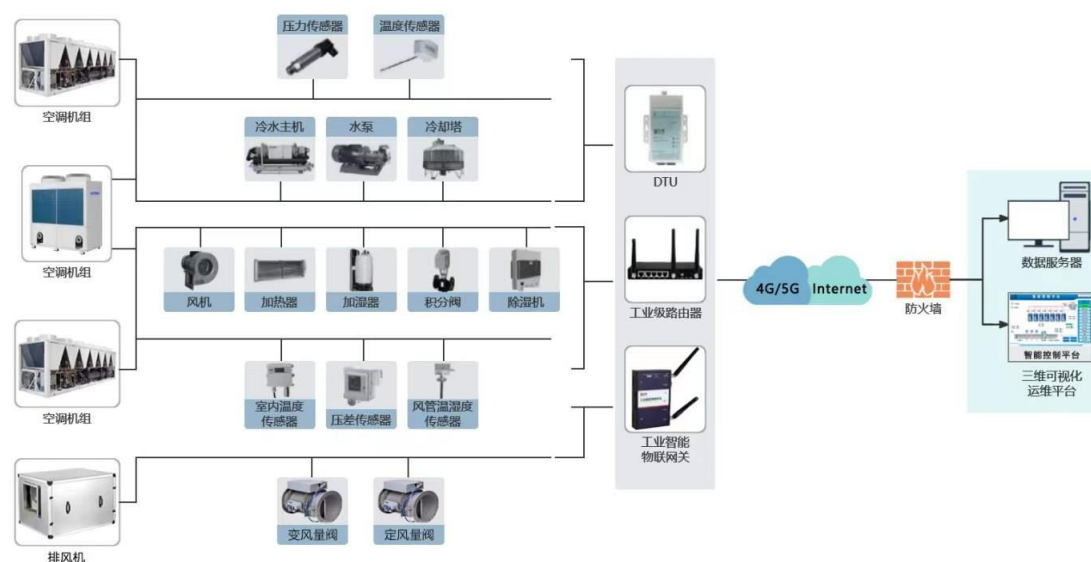 压力传感器
温度传感器
空调机组
冷水主机
水泵
冷却塔
DTU
空调机组
风机
加热器
加湿器
积分阀
除湿机
工业级路由器
4G/5G
Internet
防火墙
数据服务器
智能控制平台
三维可视化
运维平台
空调机组
室内温度
传感器
压差传感器
风管温湿度
传感器
工业智能
物联网关
变风量阀
定风量阀
排风机